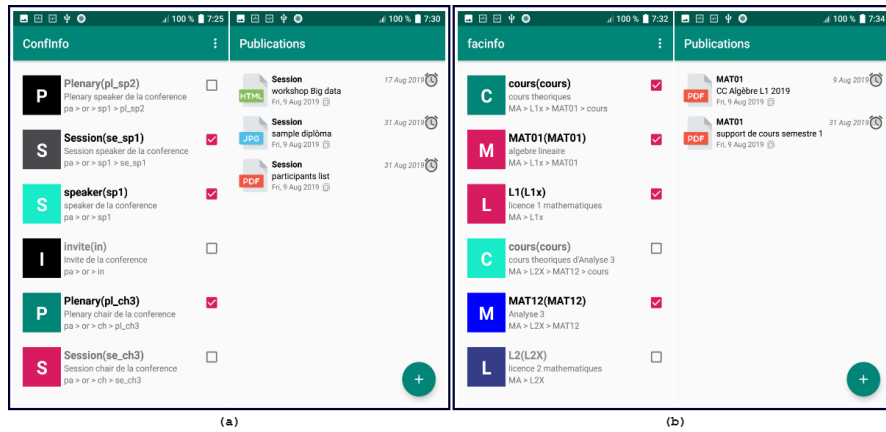 100 % 7:25
ConfInfo
P
Plenary(pl_sp2)
Plenary speaker de la conference
pa > or > sp1 > pl_sp2
S
Session(se_sp1)
Session speaker de la conference
pa > or > sp1 > se_sp1
S
speaker(sp1)
speaker de la conference
pa > or > sp1
I
invite(in)
Invite de la conference
pa > or > in
P
Plenary(pl_ch3)
Plenary chair de la conference
pa > or > ch > pl_ch3
S
Session(se_ch3)
Session chair de la conference
pa > or > ch > se_ch3
100 % 7:30
Publications
HTML
Session
17 Aug 2019
workshop Big data
Fri, 9 Aug 2019
JPG
Session
31 Aug 2019
sample diplôma
Fri, 9 Aug 2019
PDF
Session
31 Aug 2019
participants list
Fri, 9 Aug 2019
+
(a)
100 % 7:32
facinfo
C
cours(cours)
cours theoriques
MA > L1x > MAT01 > cours
M
MAT01(MAT01)
algebre lineaire
MA > L1x > MAT01
L
L1(L1x)
licence 1 mathematiques
MA > L1x
C
cours(cours)
cours theoriques d'Analyse 3
MA > L2X > MAT12 > cours
M
MAT12(MAT12)
Analyse 3
MA > L2X > MAT12
L
L2(L2X)
licence 2 mathematiques
MA > L2X
100 % 7:34
Publications
PDF
MAT01
9 Aug 2019
CC Algèbre L1 2019
Fri, 9 Aug 2019
PDF
MAT01
31 Aug 2019
support de cours semestre 1
Fri, 9 Aug 2019
+
(b)